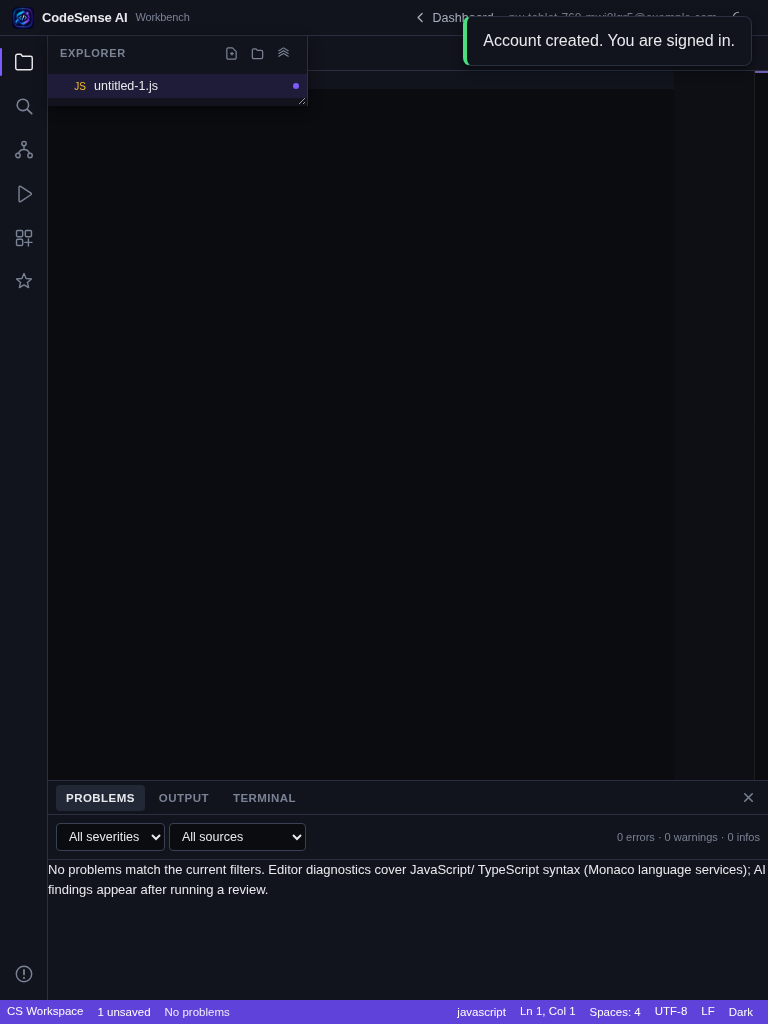 CodeSense AI Workbench
Account created. You are signed in.
EXPLORER
JS untitled-1.js
PROBLEMS OUTPUT TERMINAL
All severities All sources 0 errors · 0 warnings · 0 infos
No problems match the current filters. Editor diagnostics cover JavaScript/ TypeScript syntax (Monaco language services); AI
findings appear after running a review.
CS Workspace 1 unsaved No problems javascript Ln 1, Col 1 Spaces: 4 UTF-8 LF Dark